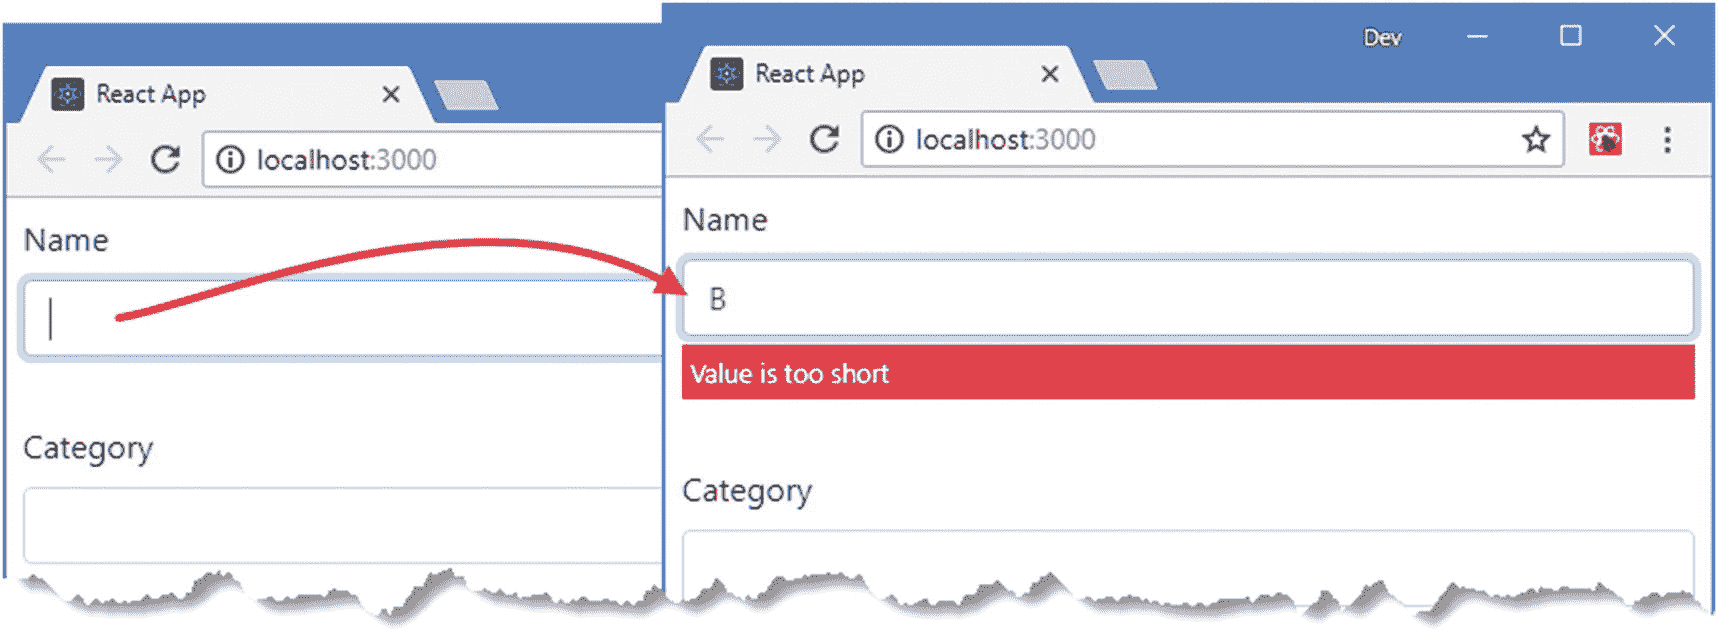 React App
localhost:3000
Name
Category
Dev
React App
localhost:3000
Name
B
Value is too short
Category